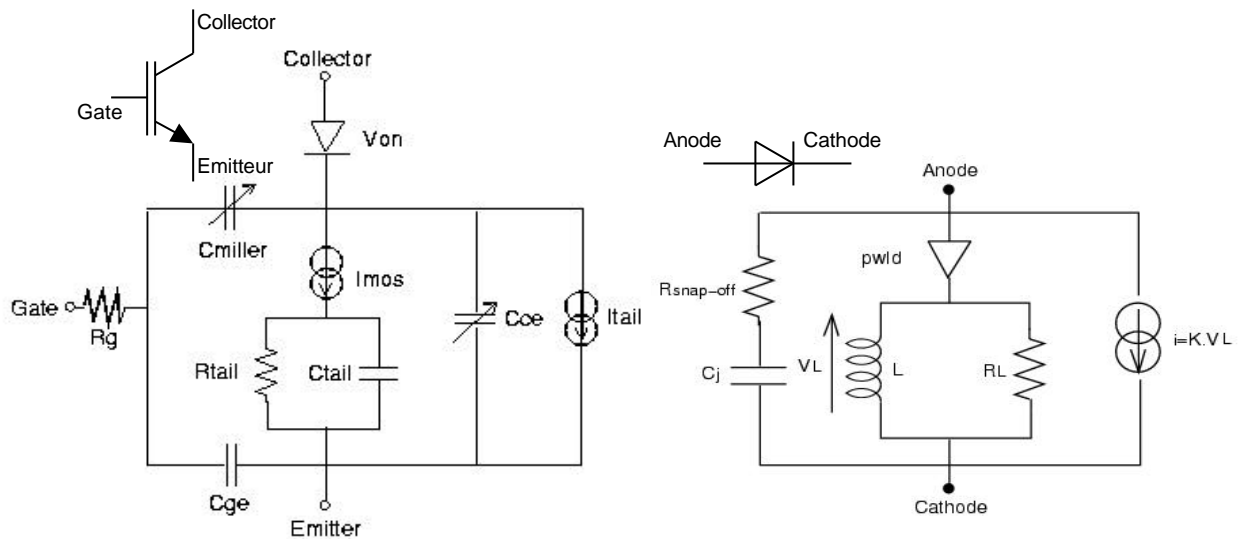 Collector
Gate
Emitteur
Collector
Von
Cmiller
Imos
Gate
Rg
Rtail
Ctail
Cce
Itail
Cge
Emitter
Anode
Cathode
Anode
pwld
Rsnap-off
Cj
VL
L
RL
i=K.VL
Cathode